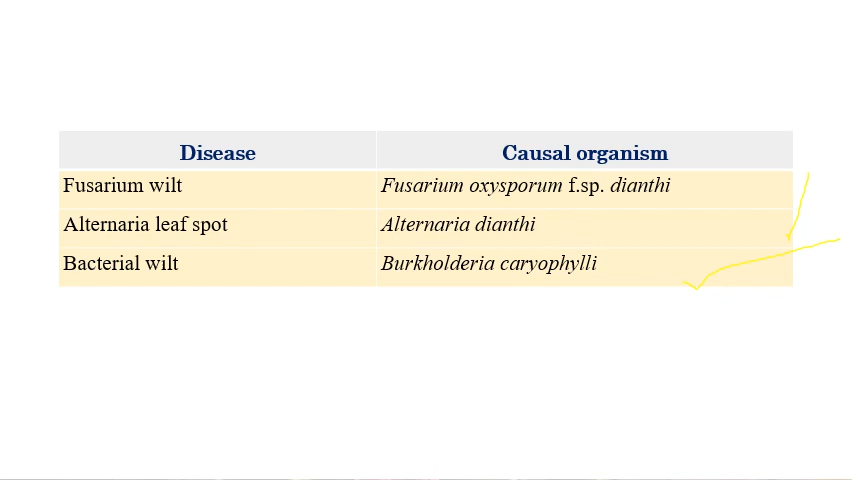 Disease Causal organism
Fusarium wilt Fusarium oxysporum f.sp. dianthi
Alternaria leaf spot Alternaria dianthi
Bacterial wilt Burkholderia caryophylli